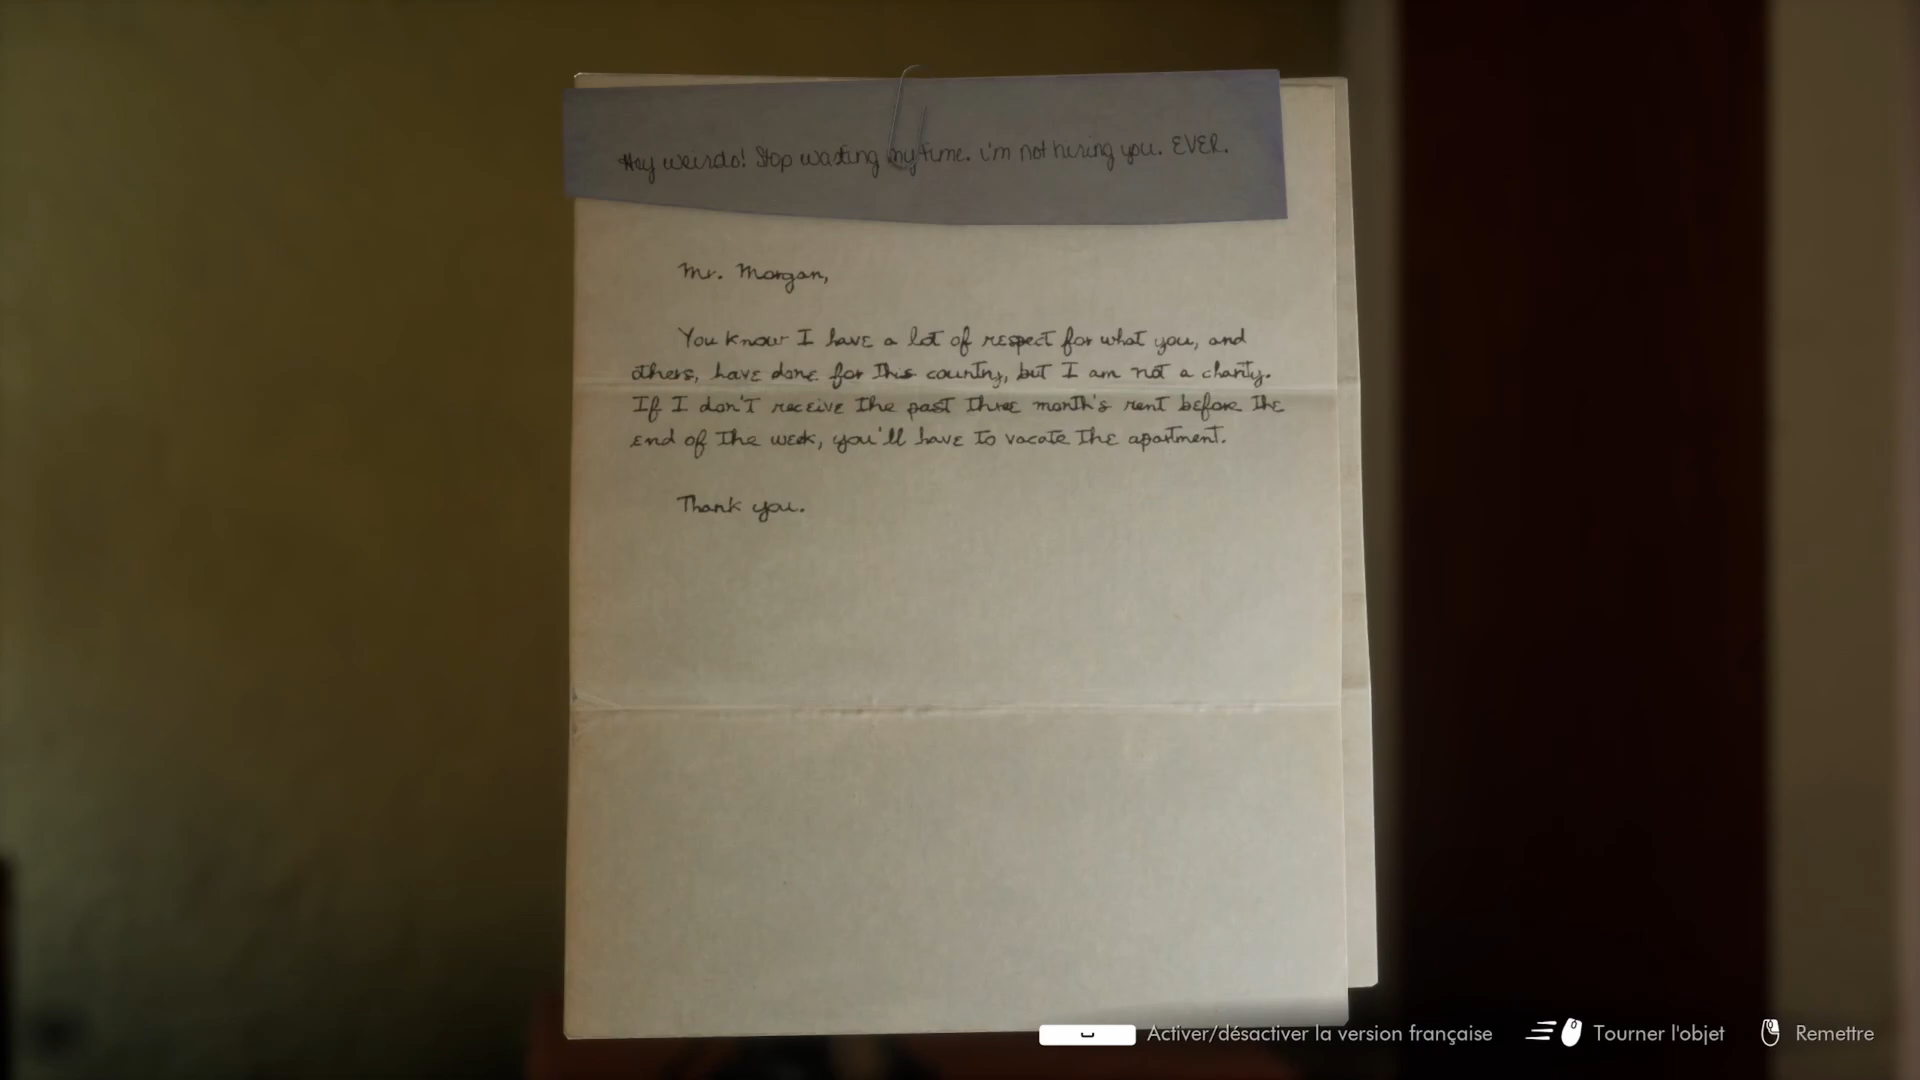 Hey weirdo! Stop wasting my time. i'm not hiring you. EVER.
Mr. Morgan,
You know I have a lot of respect for what you, and
others, have done for this country, but I am not a charity.
If I don't receive the past three month's rent before the
end of the week, you'll have to vacate the apartment.
Thank you.
Activer/désactiver la version française
Tourner l'objet
Remettre